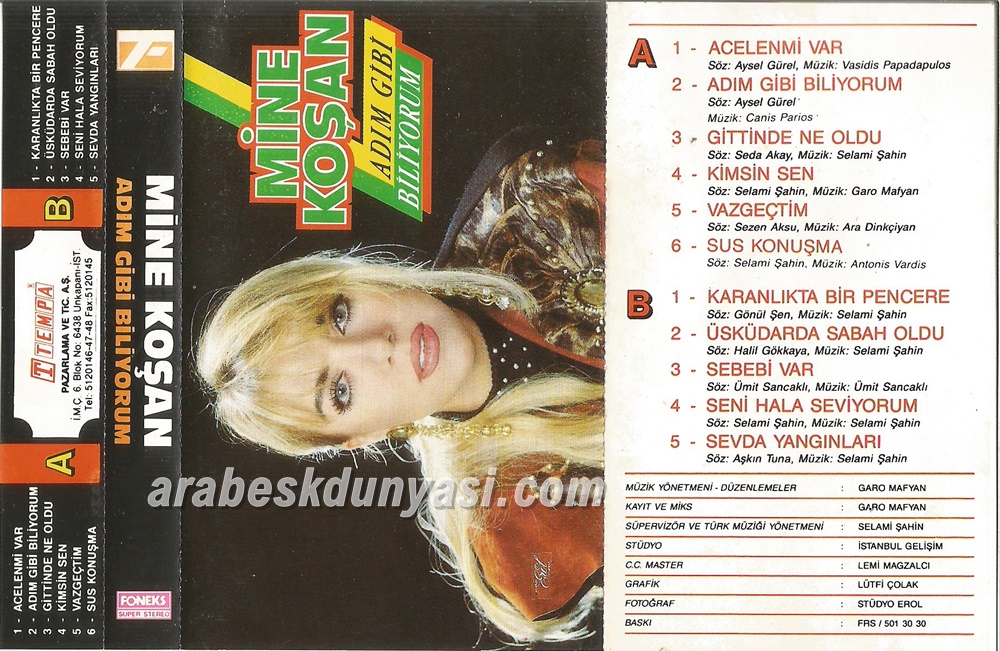 1 - KARANLIKTA BİR PENCERE
2 - ÜSKÜDARDA SABAH OLDU
3 - SEBEBİ VAR
4 - SENİ HALA SEVİYORUM
5 - SEVDA YANGINLARI
B
TTEMPA
PAZARLAMA VE TİC. A.Ş.
İ.M.Ç. 6. Blok No: 6438 Unkapanı-İST.
Tel: 5120146-47-48 Fax:5120145
A
1 - ACELENMİ VAR
2 - ADIM GİBİ BİLİYORUM
3 - GİTTİNDE NE OLDU
4 - KİMSİN SEN
5 - VAZGEÇTİM
6 - SUS KONUŞMA
MİNE KOŞAN
ADIM GİBİ BİLİYORUM
FONEKS
SUPER STEREO
MİNE
KOŞAN
ADIM GİBİ
BİLİYORUM
arabeskdunyasi.com
A
1 - ACELENMİ VAR
Söz: Aysel Gürel, Müzik: Vasidis Papadapulos
2 - ADIM GİBİ BİLİYORUM
Söz: Aysel Gürel
Müzik: Canis Parios
3 - GİTTİNDE NE OLDU
Söz: Seda Akay, Müzik: Selami Şahin
4 - KİMSİN SEN
Söz: Selami Şahin, Müzik: Garo Mafyan
5 - VAZGEÇTİM
Söz: Sezen Aksu, Müzik: Ara Dinkçiyan
6 - SUS KONUŞMA
Söz: Selami Şahin, Müzik: Antonis Vardis
B
1 - KARANLIKTA BİR PENCERE
Söz: Gönül Şen, Müzik: Selami Şahin
2 - ÜSKÜDARDA SABAH OLDU
Söz: Halil Gökkaya, Müzik: Selami Şahin
3 - SEBEBİ VAR
Söz: Ümit Sancaklı, Müzik: Ümit Sancaklı
4 - SENİ HALA SEVİYORUM
Söz: Selami Şahin, Müzik: Selami Şahin
5 - SEVDA YANGINLARI
Söz: Aşkın Tuna, Müzik: Selami Şahin
MÜZİK YÖNETMENİ - DÜZENLEMELER : GARO MAFYAN
KAYIT VE MİKS : GARO MAFYAN
SÜPERVİZÖR VE TÜRK MÜZİĞİ YÖNETMENİ : SELAMİ ŞAHİN
STÜDYO : İSTANBUL GELİŞİM
C.C. MASTER : LEMİ MAGZALCI
GRAFİK : LÜTFİ ÇOLAK
FOTOĞRAF : STÜDYO EROL
BASKI : FRS / 501 30 30